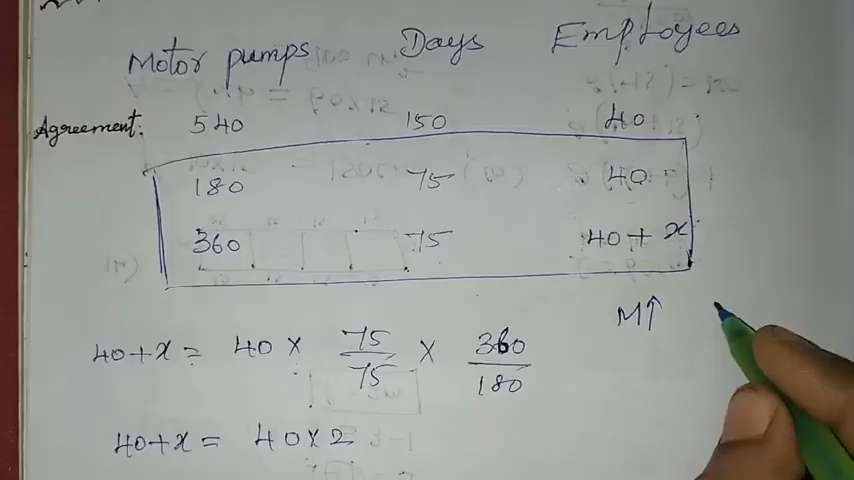 Motor pumps Days Employees
Agreement: 540 150 40
180 75 40
360 75 40 + x
M↑
40+x = 40 × 75/75 × 360/180
40+x = 40×2